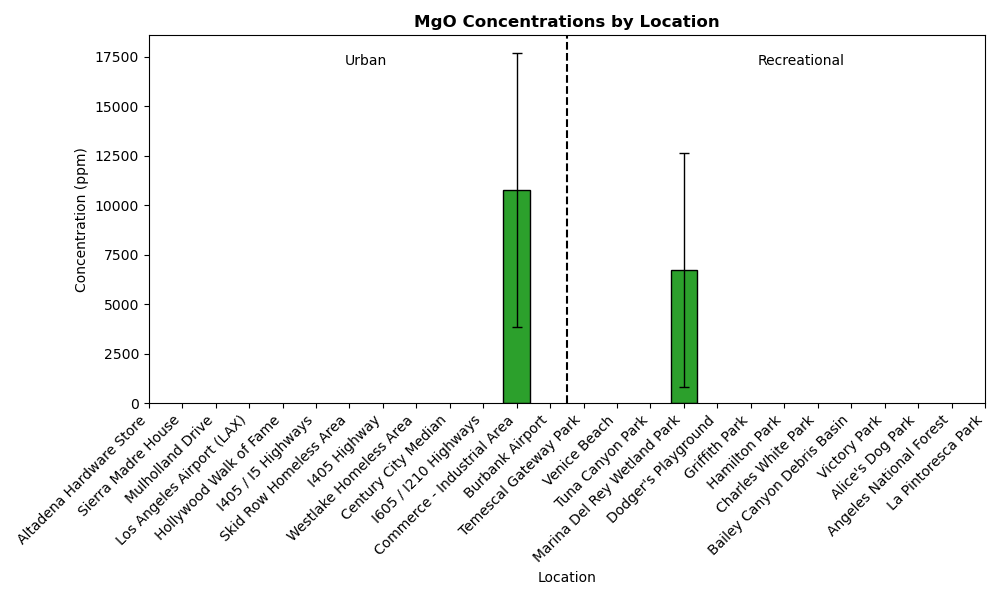 MgO Concentrations by Location
Urban
Recreational
17500
15000
12500
10000
7500
5000
2500
0
Concentration (ppm)
Altadena Hardware Store
Sierra Madre House
Mulholland Drive
Los Angeles Airport (LAX)
Hollywood Walk of Fame
I405 / I5 Highways
Skid Row Homeless Area
I405 Highway
Westlake Homeless Area
Century City Median
I605 / I210 Highways
Commerce - Industrial Area
Burbank Airport
Temescal Gateway Park
Venice Beach
Tuna Canyon Park
Marina Del Rey Wetland Park
Dodger's Playground
Griffith Park
Hamilton Park
Charles White Park
Bailey Canyon Debris Basin
Victory Park
Alice's Dog Park
Angeles National Forest
La Pintoresca Park
Location